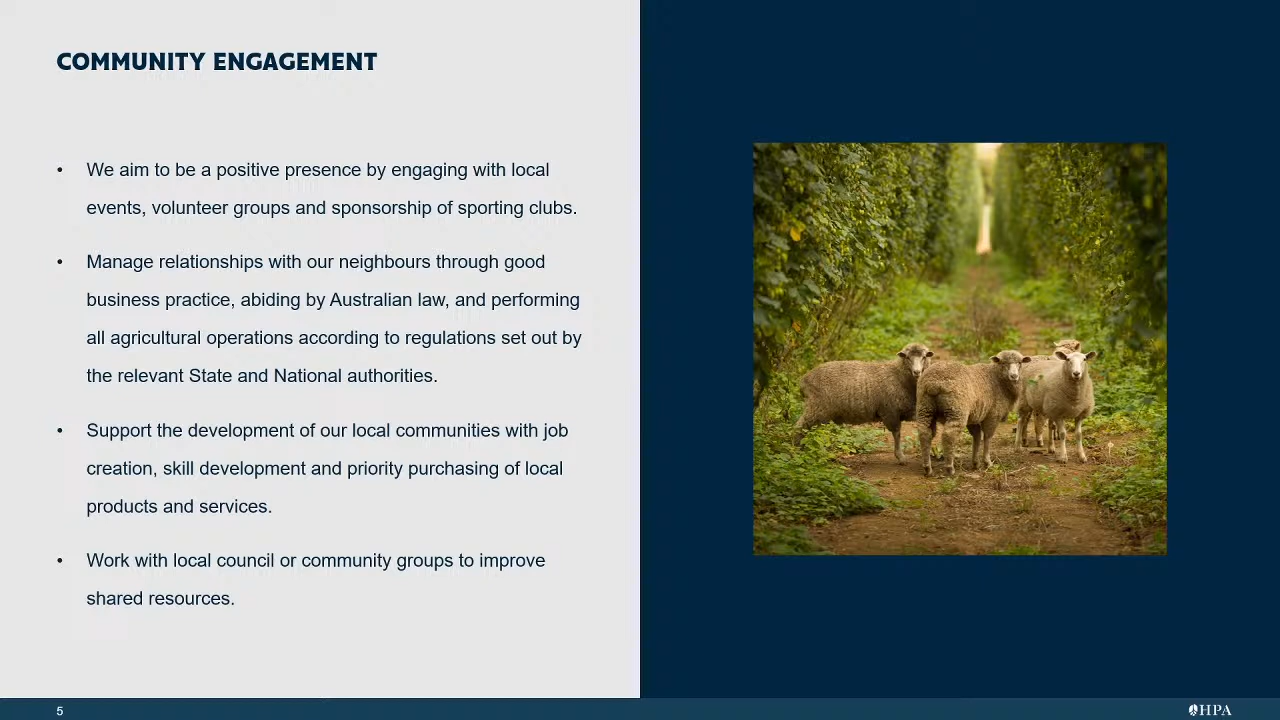 COMMUNITY ENGAGEMENT
• We aim to be a positive presence by engaging with local
events, volunteer groups and sponsorship of sporting clubs.
• Manage relationships with our neighbours through good
business practice, abiding by Australian law, and performing
all agricultural operations according to regulations set out by
the relevant State and National authorities.
• Support the development of our local communities with job
creation, skill development and priority purchasing of local
products and services.
• Work with local council or community groups to improve
shared resources.
5
HPA